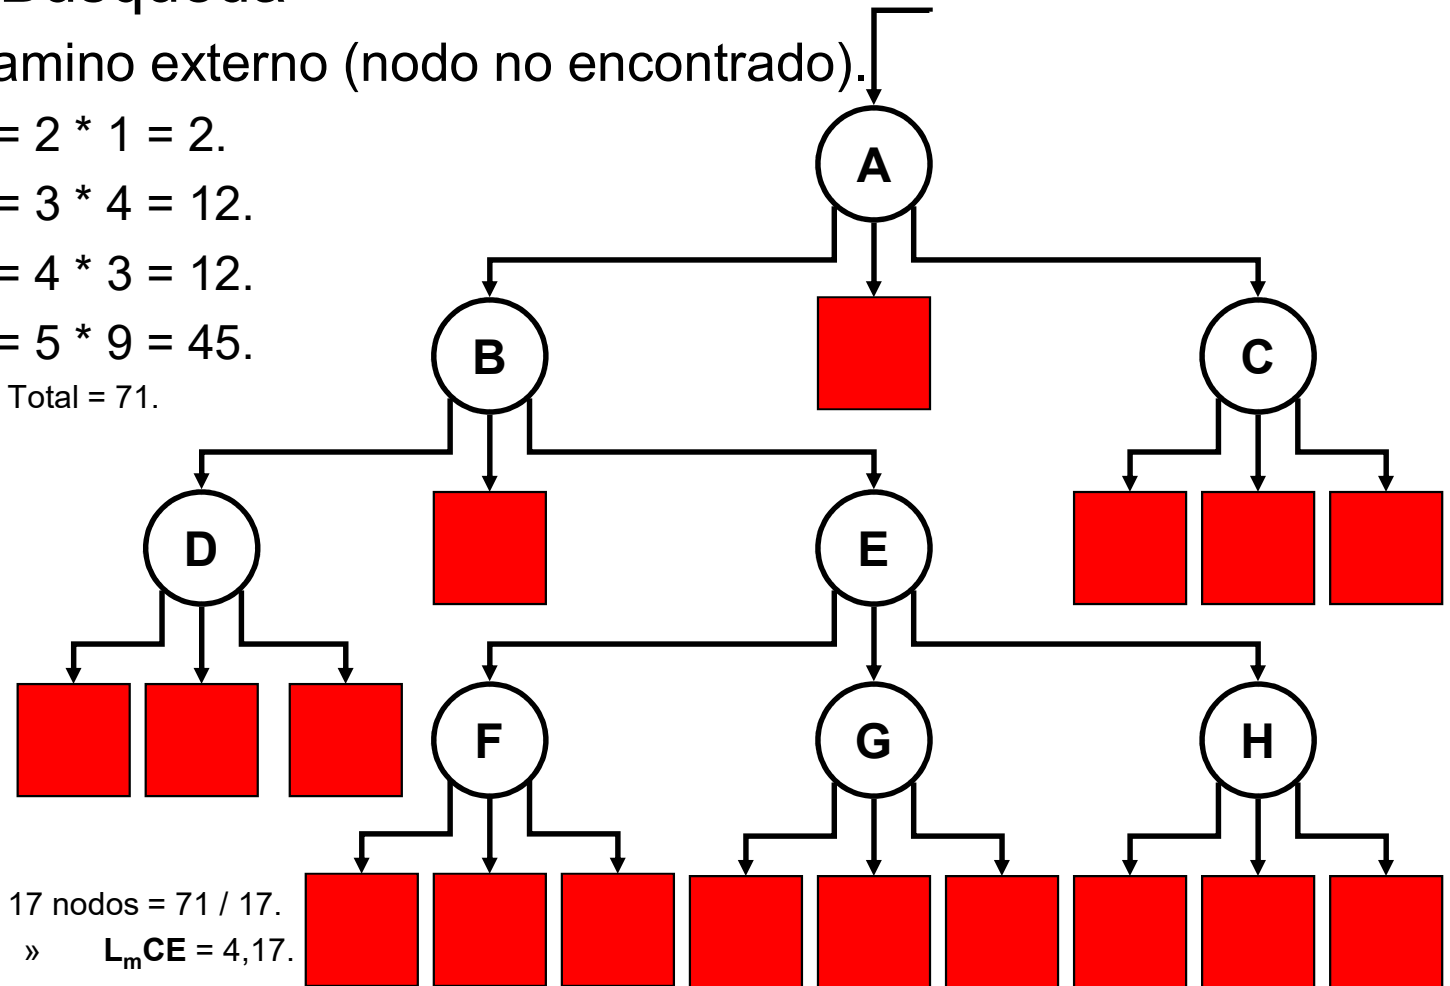 Búsqueda
amino externo (nodo no encontrado).
= 2 * 1 = 2.
= 3 * 4 = 12.
= 4 * 3 = 12.
= 5 * 9 = 45.
Total = 71.
A
B
C
D
E
F
G
H
17 nodos = 71 / 17.
» LmCE = 4,17.